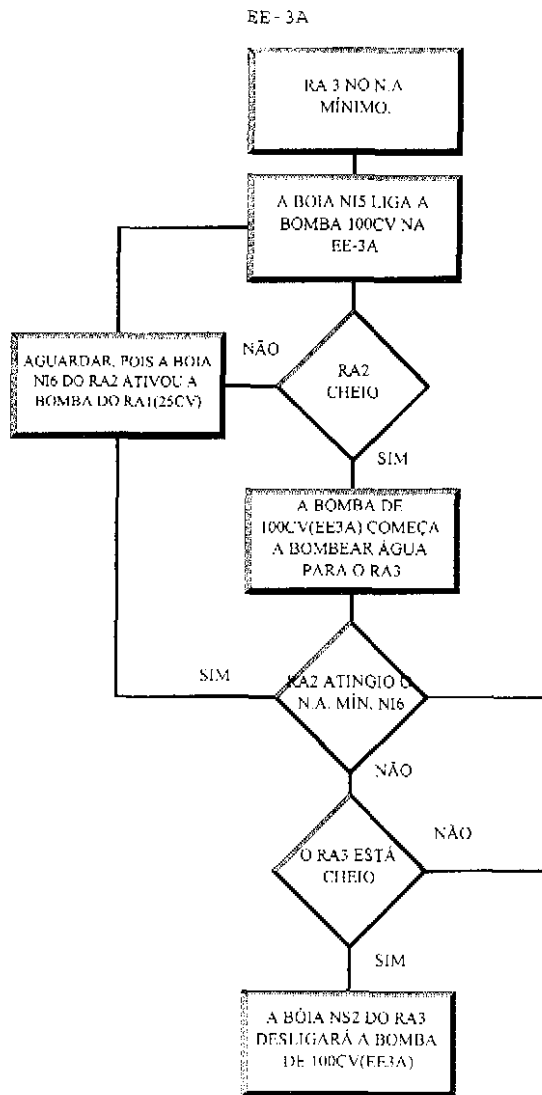 EE-3A
RA 3 NO N.A
MÍNIMO.
A BOIA NI5 LIGA A
BOMBA 100CV NA
EE-3A
NÃO
RA2
CHEIO
AGUARDAR, POIS A BOIA
NI6 DO RA2 ATIVOU A
BOMBA DO RA1(25CV)
SIM
A BOMBA DE
100CV(EE3A) COMEÇA
A BOMBEAR ÁGUA
PARA O RA3
SIM
RA2 ATINGIO O
N.A. MÍN. NI6
NÃO
NÃO
O RA3 ESTÁ
CHEIO
SIM
A BÓIA NS2 DO RA3
DESLIGARÁ A BOMBA
DE 100CV(EE3A)